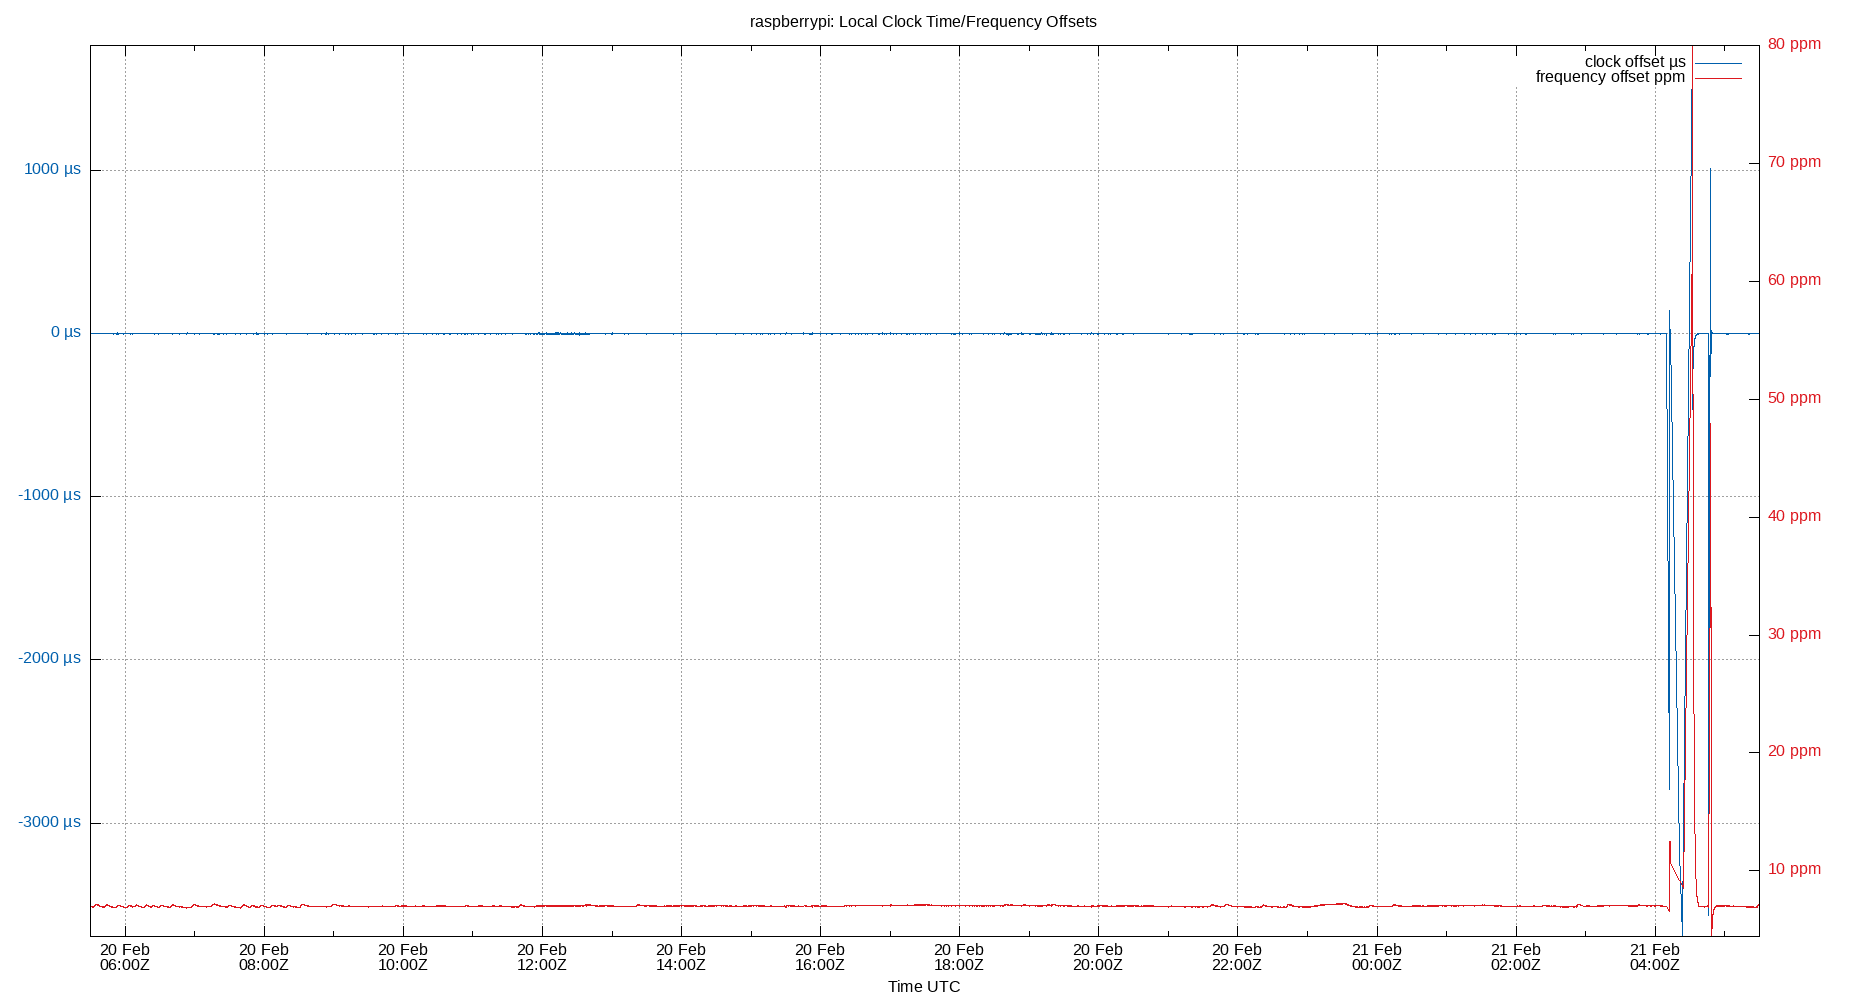 raspberrypi: Local Clock Time/Frequency Offsets
80 ppm
clock offset µs
frequency offset ppm
1000 µs
70 ppm
60 ppm
0 µs
50 ppm
-1000 µs
40 ppm
30 ppm
-2000 µs
20 ppm
-3000 µs
10 ppm
20 Feb 20 Feb 20 Feb 20 Feb 20 Feb 20 Feb 20 Feb 20 Feb 20 Feb 21 Feb 21 Feb 21 Feb
06:00Z 08:00Z 10:00Z 12:00Z 14:00Z 16:00Z 18:00Z 20:00Z 22:00Z 00:00Z 02:00Z 04:00Z
Time UTC